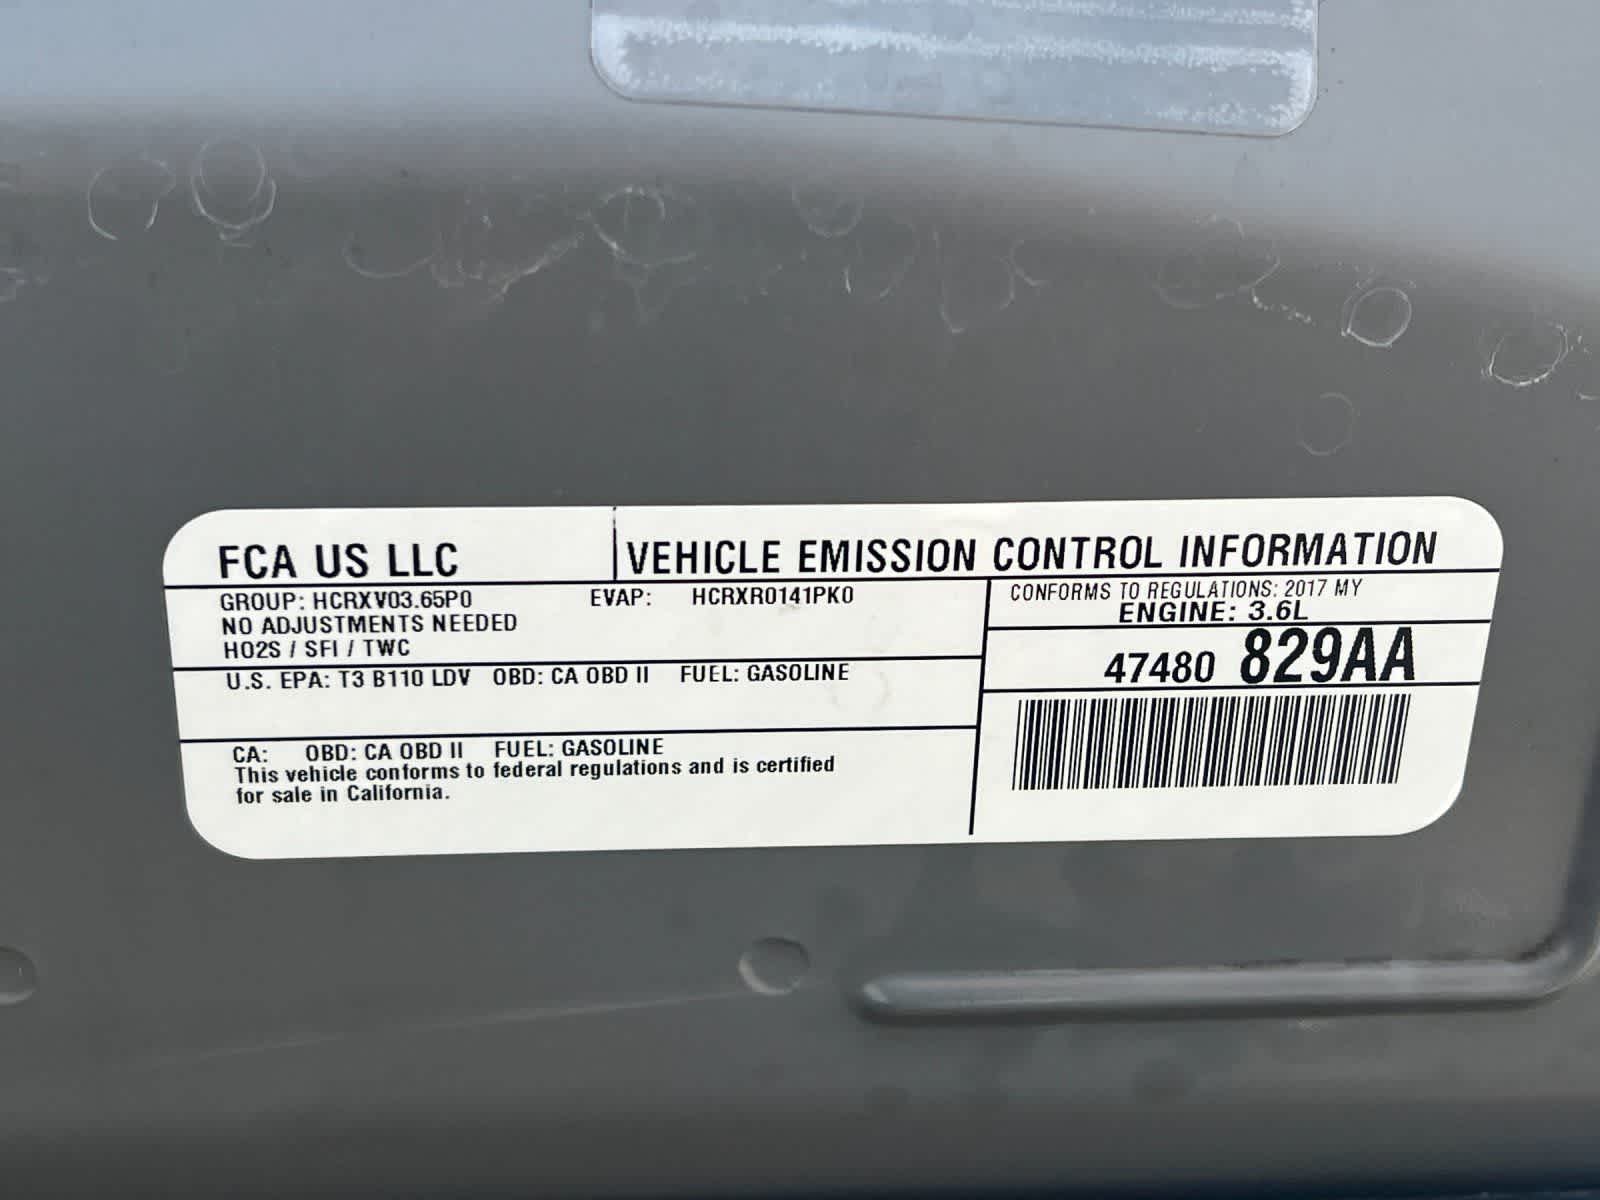 FCA US LLC
VEHICLE EMISSION CONTROL INFORMATION
GROUP: HCRXV03.65P0 EVAP: HCRXR0141PK0
NO ADJUSTMENTS NEEDED
HO2S / SFI / TWC
U.S. EPA: T3 B110 LDV OBD: CA OBD II FUEL: GASOLINE
CA: OBD: CA OBD II FUEL: GASOLINE
This vehicle conforms to federal regulations and is certified
for sale in California.
CONFORMS TO REGULATIONS: 2017 MY
ENGINE: 3.6L
47480 829AA